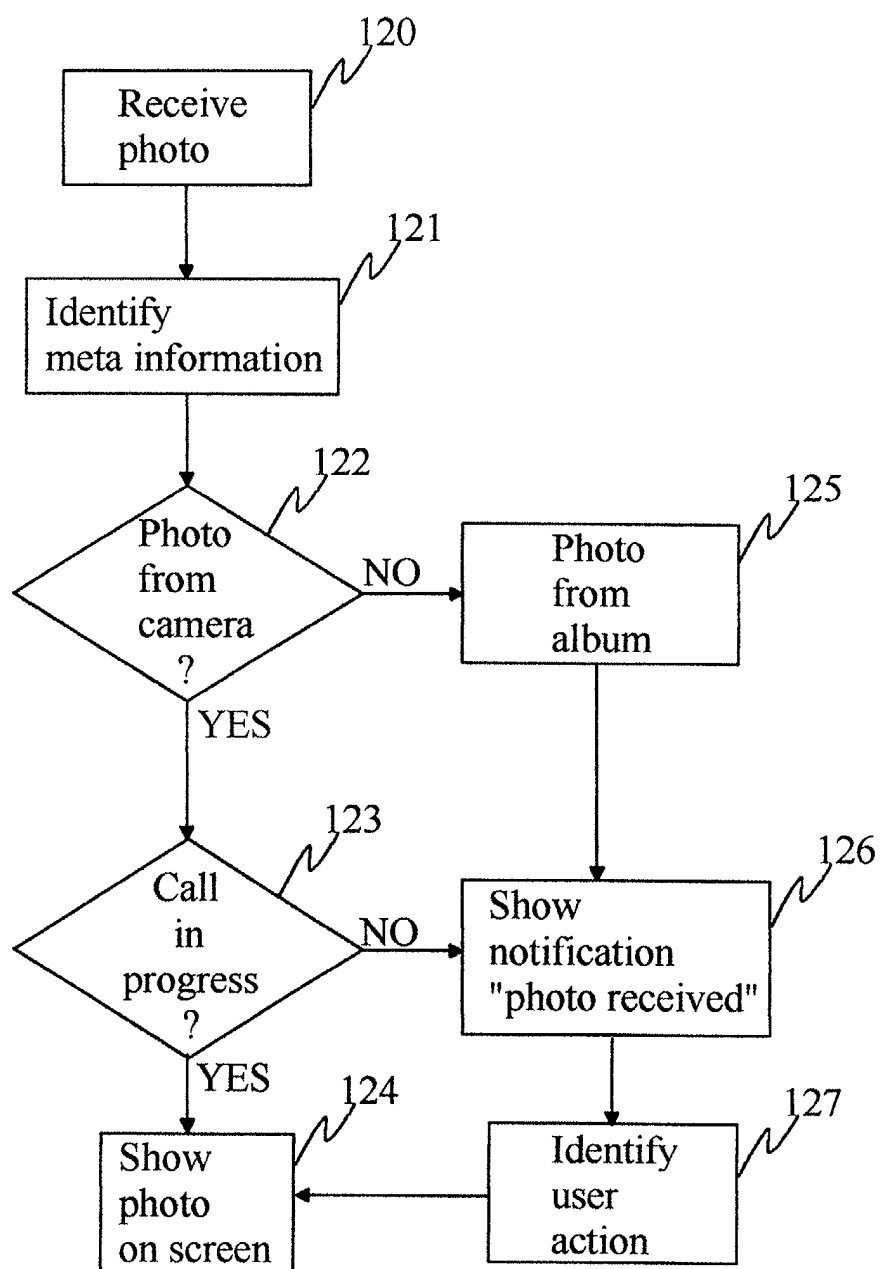 120
Receive
photo
121
Identify
meta information
122
Photo
from
camera
?
NO
125
Photo
from
album
YES
123
Call
in
progress
?
NO
126
Show
notification
"photo received"
YES
124
Show
photo
on screen
127
Identify
user
action